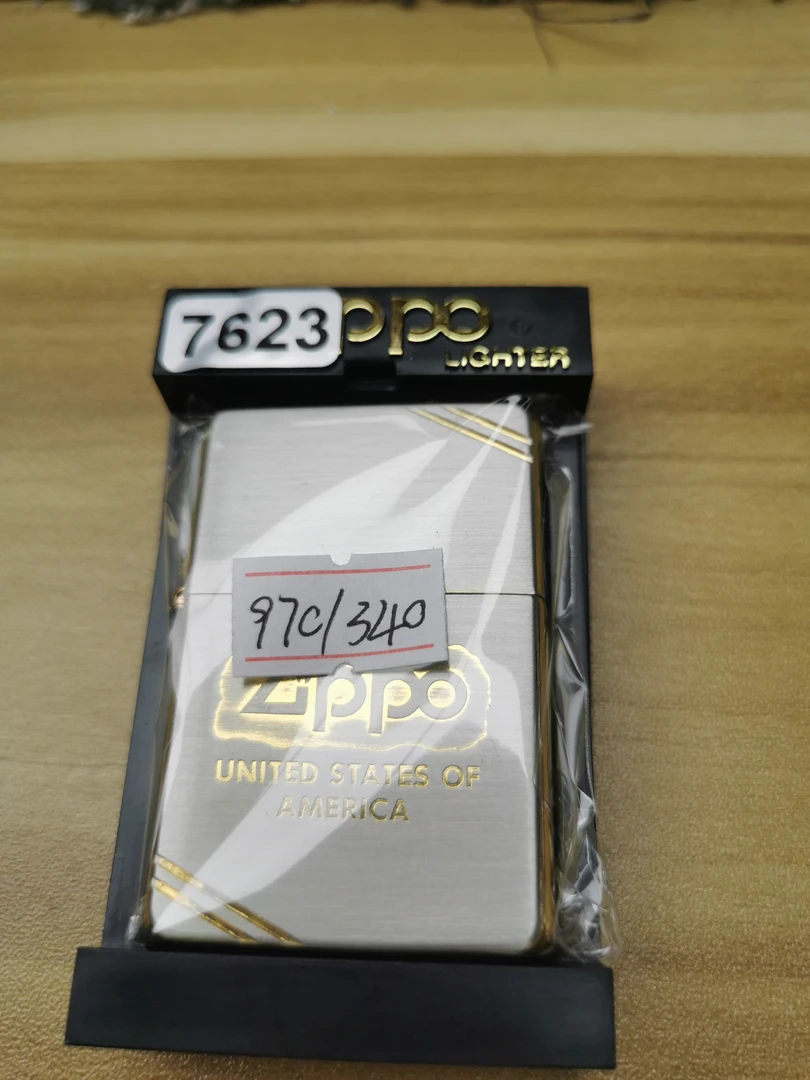 7623
ppo
LIGHTER
97C/340
Zippo
UNITED STATES OF
AMERICA